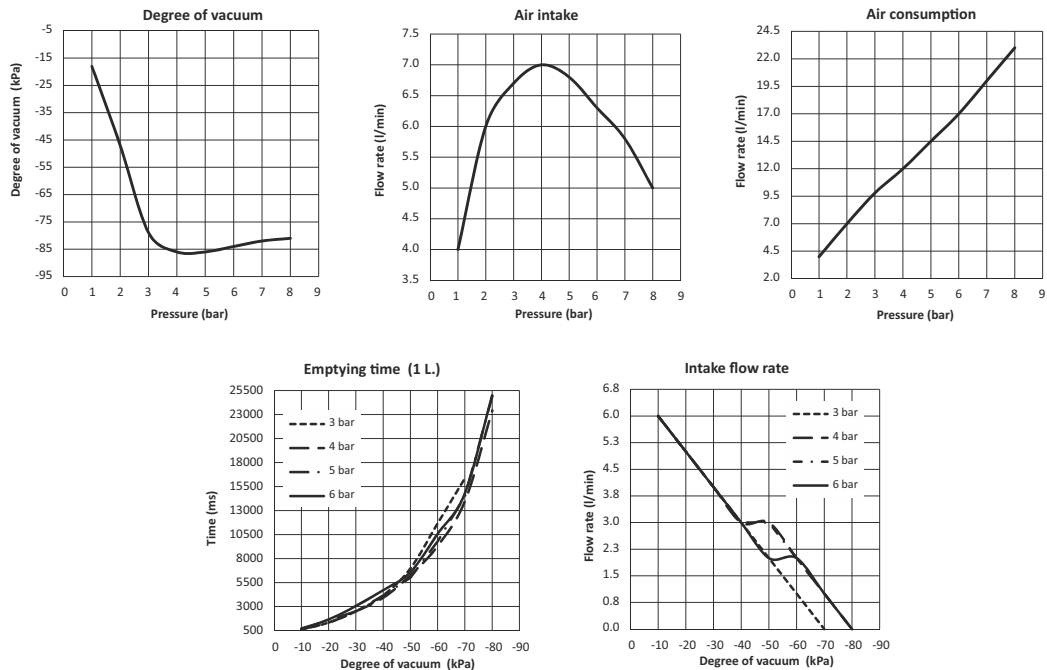 Degree of vacuum
Degree of vacuum (kPa)
-5
-15
-25
-35
-45
-55
-65
-75
-85
-95
0 1 2 3 4 5 6 7 8 9
Pressure (bar)
Air intake
Flow rate (l/min)
7.5
7.0
6.5
6.0
5.5
5.0
4.5
4.0
3.5
0 1 2 3 4 5 6 7 8 9
Pressure (bar)
Air consumption
Flow rate (l/min)
24.5
22.0
19.5
17.0
14.5
12.0
9.5
7.0
4.5
2.0
0 1 2 3 4 5 6 7 8 9
Pressure (bar)
Emptying time (1 L.)
Time (ms)
25500
23000
20500
18000
15500
13000
10500
8000
5500
3000
500
3 bar
4 bar
5 bar
6 bar
0 -10 -20 -30 -40 -50 -60 -70 -80 -90
Degree of vacuum (kPa)
Intake flow rate
Flow rate (l/min)
6.8
6.0
5.3
4.5
3.8
3.0
2.3
1.5
0.8
0.0
3 bar
4 bar
5 bar
6 bar
0 -10 -20 -30 -40 -50 -60 -70 -80 -90
Degree of vacuum (kPa)